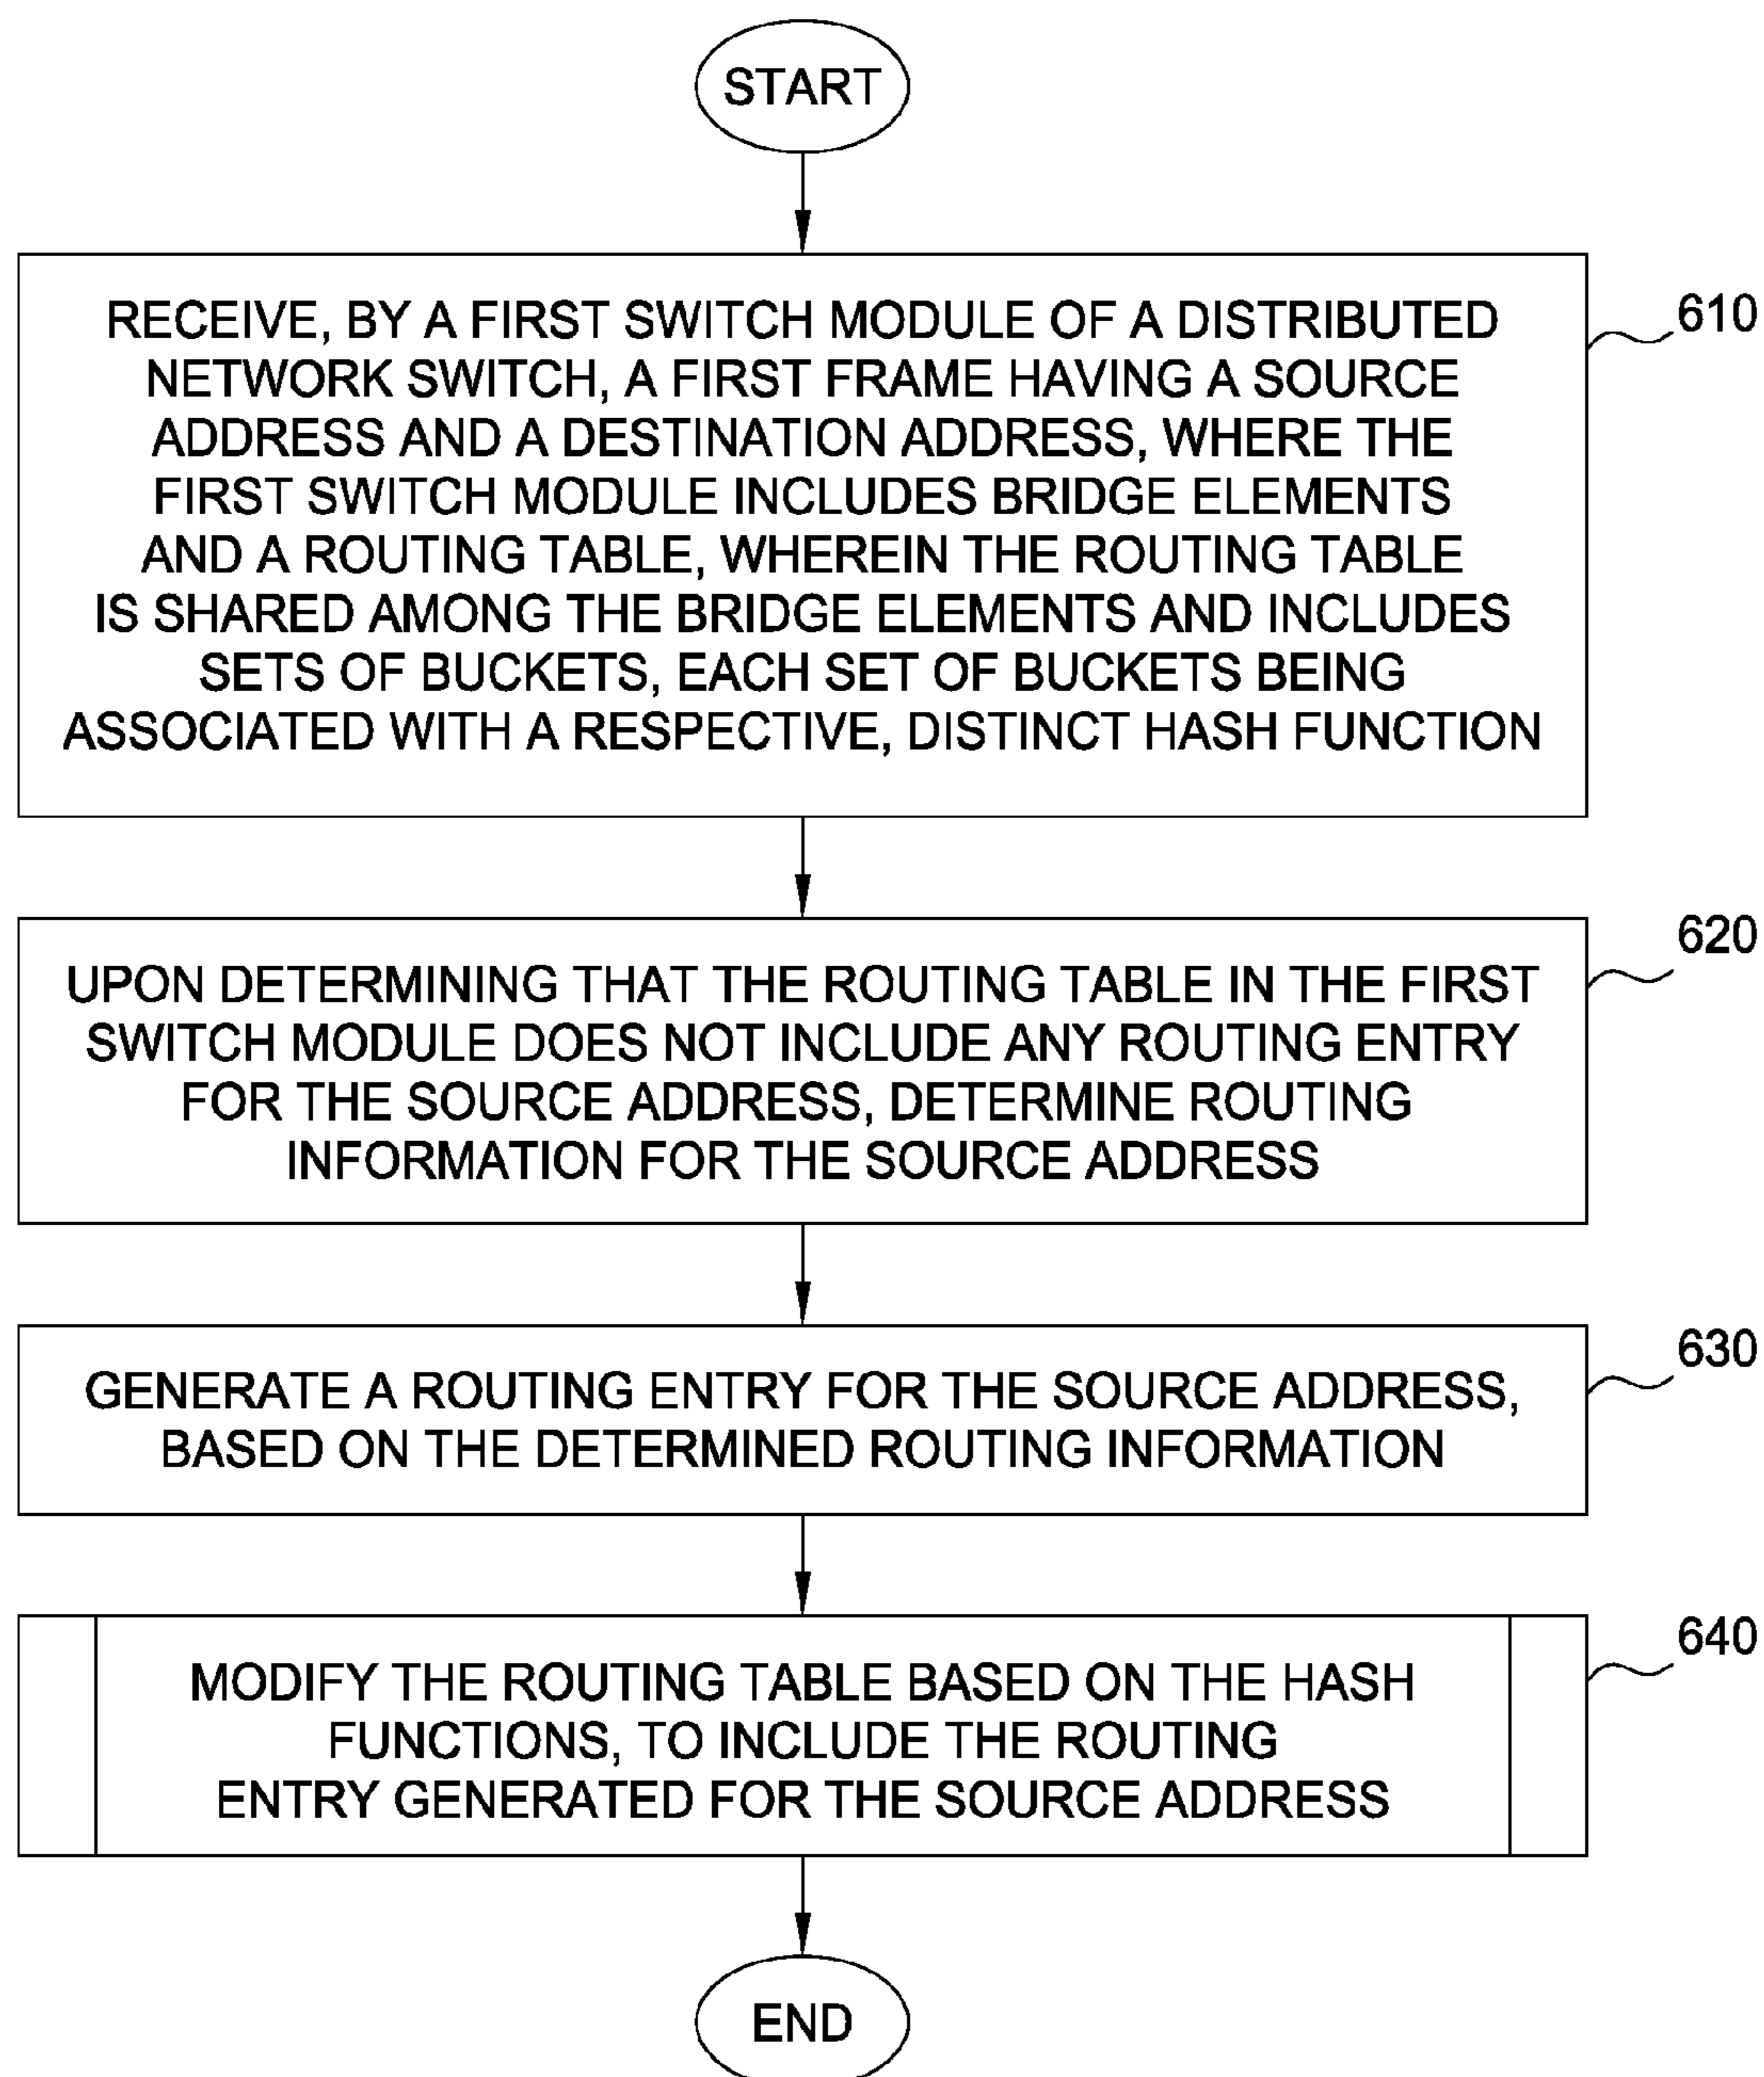 START
RECEIVE, BY A FIRST SWITCH MODULE OF A DISTRIBUTED
NETWORK SWITCH, A FIRST FRAME HAVING A SOURCE
ADDRESS AND A DESTINATION ADDRESS, WHERE THE
FIRST SWITCH MODULE INCLUDES BRIDGE ELEMENTS
AND A ROUTING TABLE, WHEREIN THE ROUTING TABLE
IS SHARED AMONG THE BRIDGE ELEMENTS AND INCLUDES
SETS OF BUCKETS, EACH SET OF BUCKETS BEING
ASSOCIATED WITH A RESPECTIVE, DISTINCT HASH FUNCTION
610
UPON DETERMINING THAT THE ROUTING TABLE IN THE FIRST
SWITCH MODULE DOES NOT INCLUDE ANY ROUTING ENTRY
FOR THE SOURCE ADDRESS, DETERMINE ROUTING
INFORMATION FOR THE SOURCE ADDRESS
620
GENERATE A ROUTING ENTRY FOR THE SOURCE ADDRESS,
BASED ON THE DETERMINED ROUTING INFORMATION
630
MODIFY THE ROUTING TABLE BASED ON THE HASH
FUNCTIONS, TO INCLUDE THE ROUTING
ENTRY GENERATED FOR THE SOURCE ADDRESS
640
END